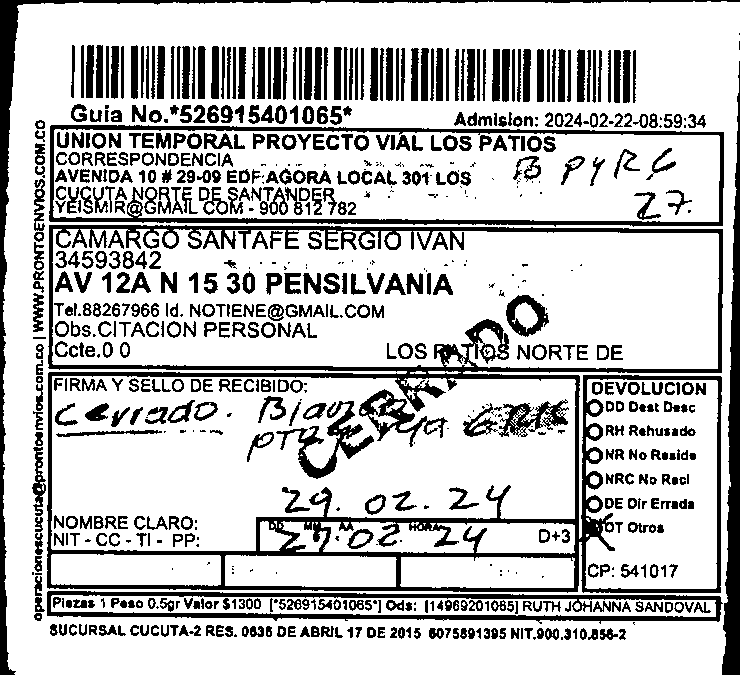 Guia No.*526915401065*
Admision: 2024-02-22-08:59:34
UNION TEMPORAL PROYECTO VIAL LOS PATIOS
CORRESPONDENCIA
AVENIDA 10 # 29-09 EDF.AGORA LOCAL 301 LOS
CUCUTA NORTE DE SANTANDER
YEISMIR@GMAIL COM - 900 812 782
27.
CAMARGO SANTAFE SERGIO IVAN
34593842
AV 12A N 15 30 PENSILVANIA
Tel.88267966 Id. NOTIENE@GMAIL.COM
Obs.CITACION PERSONAL
Ccte.0 0
LOS PATIOS NORTE DE
CERRADO
FIRMA Y SELLO DE RECIBIDO:
Cerrado.
29. 02. 24
NOMBRE CLARO:
NIT - CC - TI - PP:
DD MM AA HORA
27.02.24
D+3
DEVOLUCION
DD Dest Desc
RH Rehusado
NR No Reside
NRC No Recl
DE Dir Errada
OT Otros
CP: 541017
Piezas 1 Peso 0.5gr Valor $1300 [*526915401065*] Ods: [14969201065] RUTH JOHANNA SANDOVAL
SUCURSAL CUCUTA-2 RES. 0636 DE ABRIL 17 DE 2015 6075891395 NIT.900.310.856-2
operacionescucuta@prontoenvios.com.co | WWW.PRONTOENVIOS.COM.CO